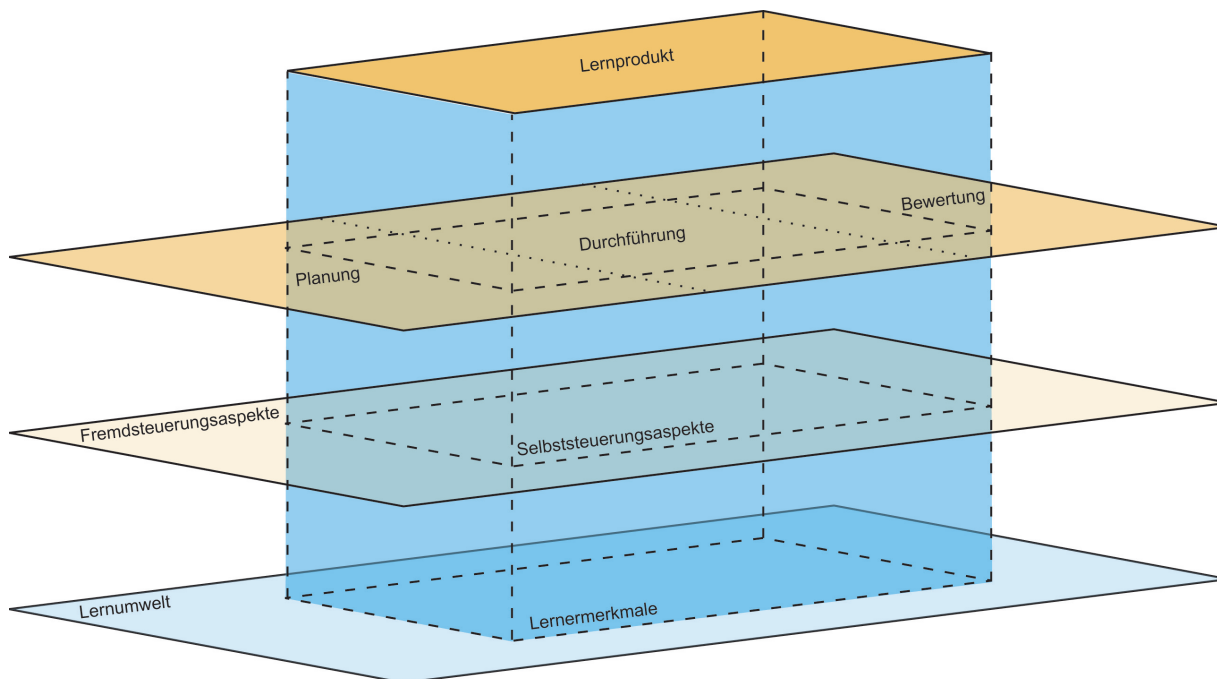 Lernprodukt
Bewertung
Durchführung
Planung
Fremdsteuerungsaspekte
Selbststeuerungsaspekte
Lernumwelt
Lernermerkmale